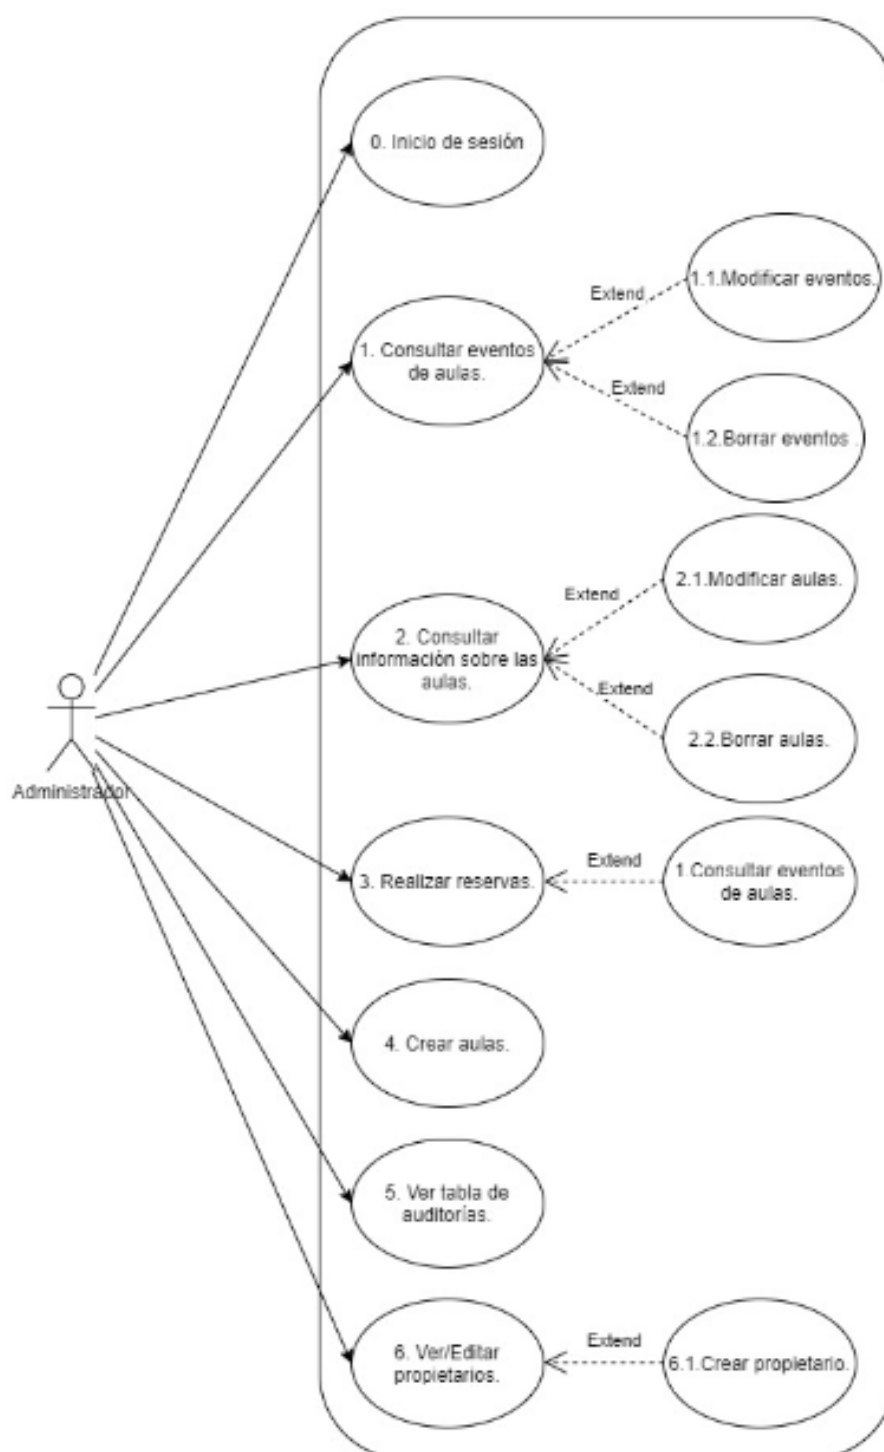 0. Inicio de sesión
1.1.Modificar eventos.
Extend
1. Consultar eventos
de aulas.
Extend
1.2.Borrar eventos .
2.1.Modificar aulas.
Extend
2. Consultar
información sobre las
aulas.
Extend
2.2.Borrar aulas.
Administrador
Extend
3. Realizar reservas.
1.Consultar eventos
de aulas.
4. Crear aulas.
5. Ver tabla de
auditorías.
Extend
6. Ver/Editar
propietarios.
6.1.Crear propietario.